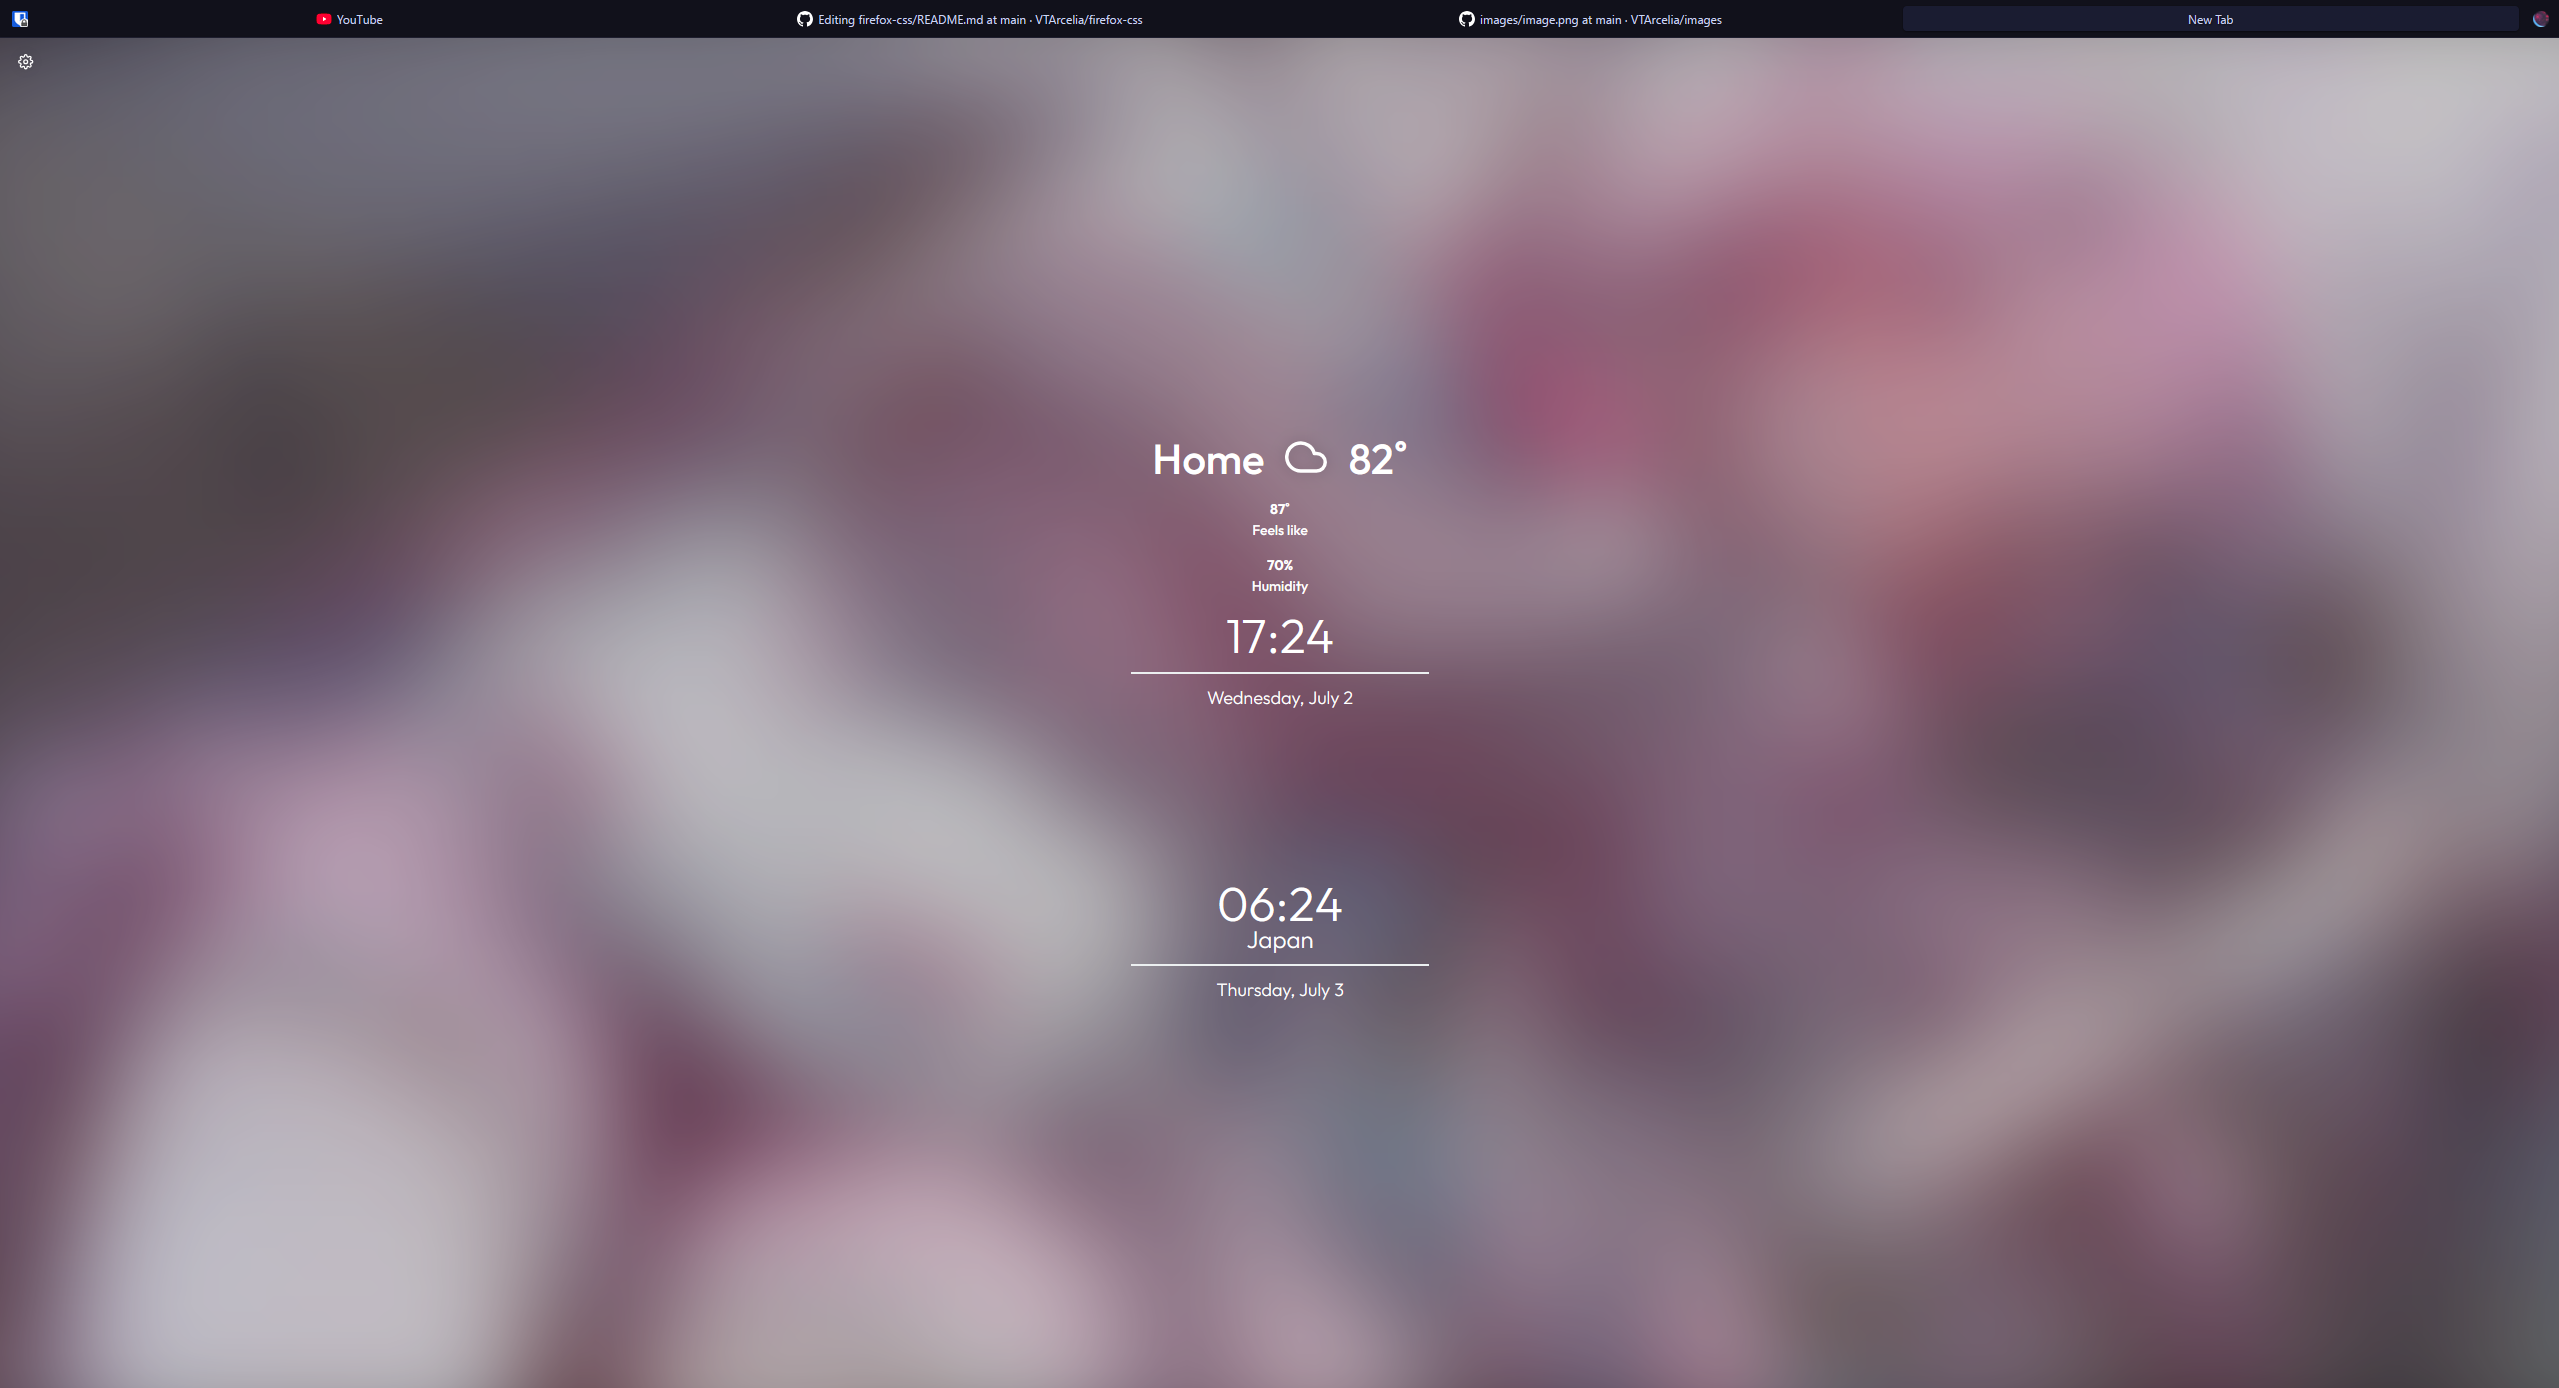 YouTube
Editing firefox-css/README.md at main · VTArcelia/firefox-css
images/image.png at main · VTArcelia/images
New Tab
Home 82°
87°
Feels like
70%
Humidity
17:24
Wednesday, July 2
06:24
Japan
Thursday, July 3